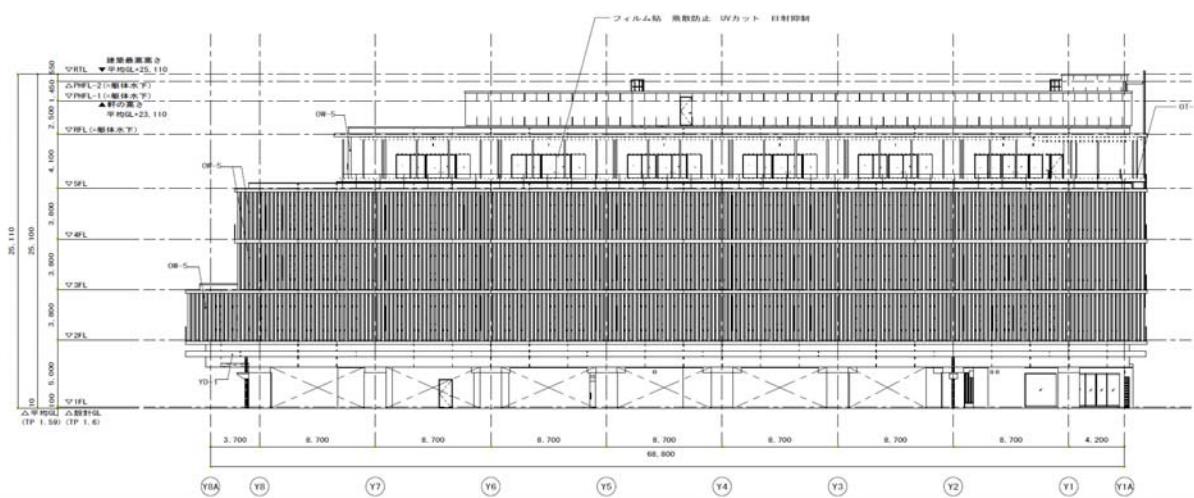 フィルム貼 飛散防止 UVカット 日射抑制
建築最高高さ
▽RTL ▼平均GL+25,110
△PHFL-2(=躯体水下)
▽PHFL-1(=躯体水下)
▲軒の高さ
平均GL+23,110
▽RFL(=躯体水下)
▽5FL
▽4FL
▽3FL
▽2FL
▽1FL
△平均GL △設計GL
(TP 1.59) (TP 1.6)
OW-5
OW-5
OW-5
YD-1
OT-
550
1,450
2,500
4,100
3,800
3,800
3,800
5,000
100
10
25,100
25,110
3,700 8,700 8,700 8,700 8,700 8,700 8,700 8,700 4,200
68,800
Y8A Y8 Y7 Y6 Y5 Y4 Y3 Y2 Y1 Y1A